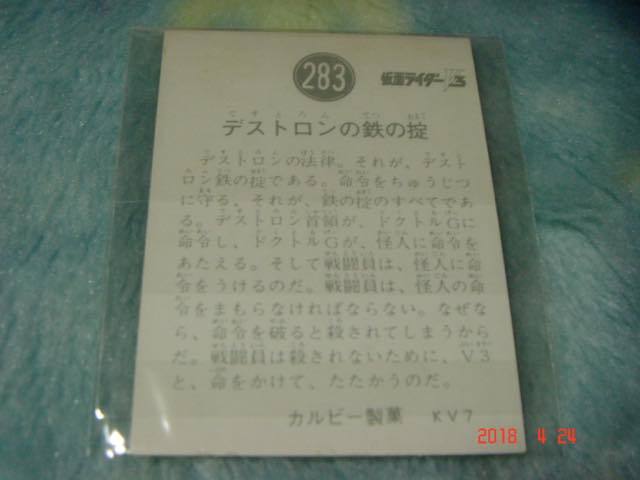 283
仮面ライダーV3
デストロンの鉄の掟
デストロンの法律。それが、デスト
ロン鉄の掟である。命令をちゅうじつ
に守る、それが、鉄の掟のすべてであ
る。デストロン首領が、ドクトルGに
命令し、ドクトルGが、怪人に命令を
あたえる。そして戦闘員は、怪人に命
令をうけるのだ。戦闘員は、怪人の命
令をまもらなければならない。なぜな
ら、命令を破ると殺されてしまうから
だ。戦闘員は殺されないために、V3
と、命をかけて、たたかうのだ。
カルビー製菓 KV7
2018 4 24